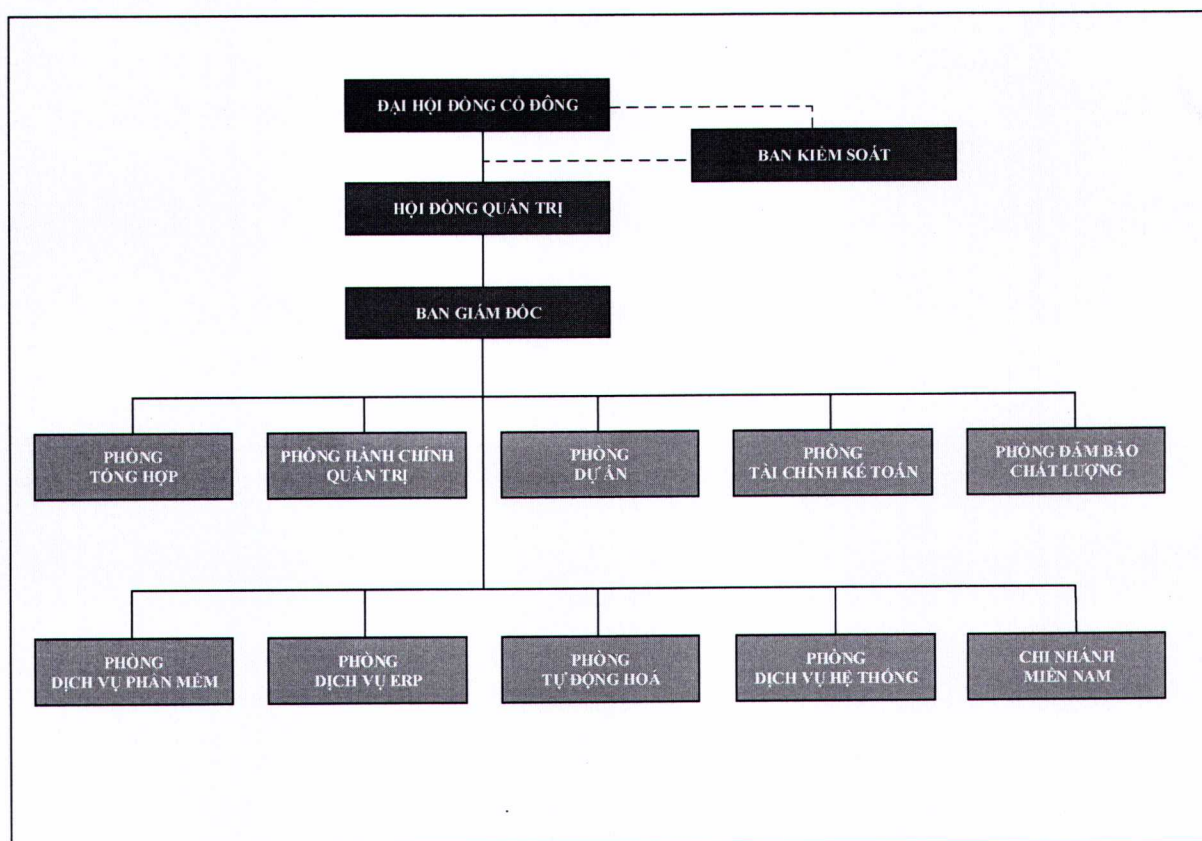 ĐẠI HỘI ĐỒNG CỔ ĐÔNG
BAN KIỂM SOÁT
HỘI ĐỒNG QUẢN TRỊ
BAN GIÁM ĐỐC
PHÒNG
TỔNG HỢP
PHÒNG HÀNH CHÍNH
QUẢN TRỊ
PHÒNG
DỰ ÁN
PHÒNG
TÀI CHÍNH KẾ TOÁN
PHÒNG ĐẢM BẢO
CHẤT LƯỢNG
PHÒNG
DỊCH VỤ PHẦN MỀM
PHÒNG
DỊCH VỤ ERP
PHÒNG
TỰ ĐỘNG HOÁ
PHÒNG
DỊCH VỤ HỆ THỐNG
CHI NHÁNH
MIỀN NAM